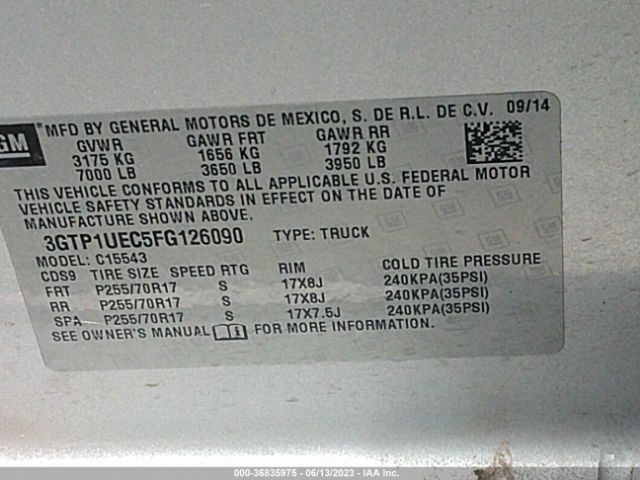 GM
MFD BY GENERAL MOTORS DE MEXICO, S. DE R.L. DE C.V. 09/14
GVWR GAWR FRT GAWR RR
3175 KG 1656 KG 1792 KG
7000 LB 3650 LB 3950 LB
THIS VEHICLE CONFORMS TO ALL APPLICABLE U.S. FEDERAL MOTOR
VEHICLE SAFETY STANDARDS IN EFFECT ON THE DATE OF
MANUFACTURE SHOWN ABOVE.
3GTP1UEC5FG126090 TYPE: TRUCK
MODEL: C15543
CDS9 TIRE SIZE SPEED RTG RIM COLD TIRE PRESSURE
FRT P255/70R17 S 17X8J 240KPA(35PSI)
RR P255/70R17 S 17X8J 240KPA(35PSI)
SPA P255/70R17 S 17X7.5J 240KPA(35PSI)
SEE OWNER'S MANUAL FOR MORE INFORMATION.
000-36835975 - 06/13/2023 - IAA Inc.